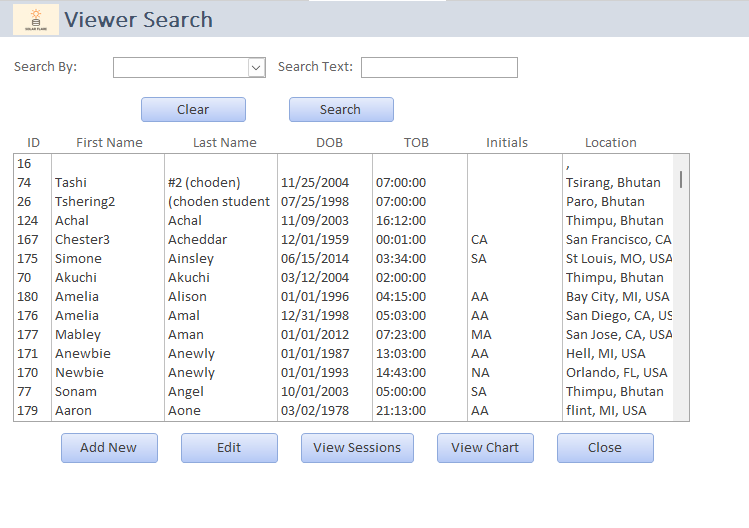 SOLAR FLARE
Viewer Search
Search By: Search Text:
Clear Search
ID First Name Last Name DOB TOB Initials Location
16 ,
74 Tashi #2 (choden) 11/25/2004 07:00:00 Tsirang, Bhutan
26 Tshering2 (choden student 07/25/1998 07:00:00 Paro, Bhutan
124 Achal Achal 11/09/2003 16:12:00 Thimpu, Bhutan
167 Chester3 Acheddar 12/01/1959 00:01:00 CA San Francisco, CA
175 Simone Ainsley 06/15/2014 03:34:00 SA St Louis, MO, USA
70 Akuchi Akuchi 03/12/2004 02:00:00 Thimpu, Bhutan
180 Amelia Alison 01/01/1996 04:15:00 AA Bay City, MI, USA
176 Amelia Amal 12/31/1998 05:03:00 AA San Diego, CA, US
177 Mabley Aman 01/01/2012 07:23:00 MA San Jose, CA, USA
171 Anewbie Anewly 01/01/1987 13:03:00 AA Hell, MI, USA
170 Newbie Anewly 01/01/1993 14:43:00 NA Orlando, FL, USA
77 Sonam Angel 10/01/2003 05:00:00 SA Thimpu, Bhutan
179 Aaron Aone 03/02/1978 21:13:00 AA flint, MI, USA
Add New Edit View Sessions View Chart Close